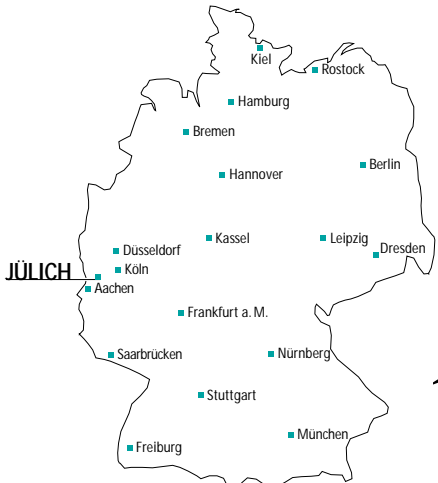 Kiel
Rostock
Hamburg
Bremen
Berlin
Hannover
Kassel
Leipzig
Düsseldorf
Dresden
JÜLICH
Köln
Aachen
Frankfurt a. M.
Saarbrücken
Nürnberg
Stuttgart
München
Freiburg